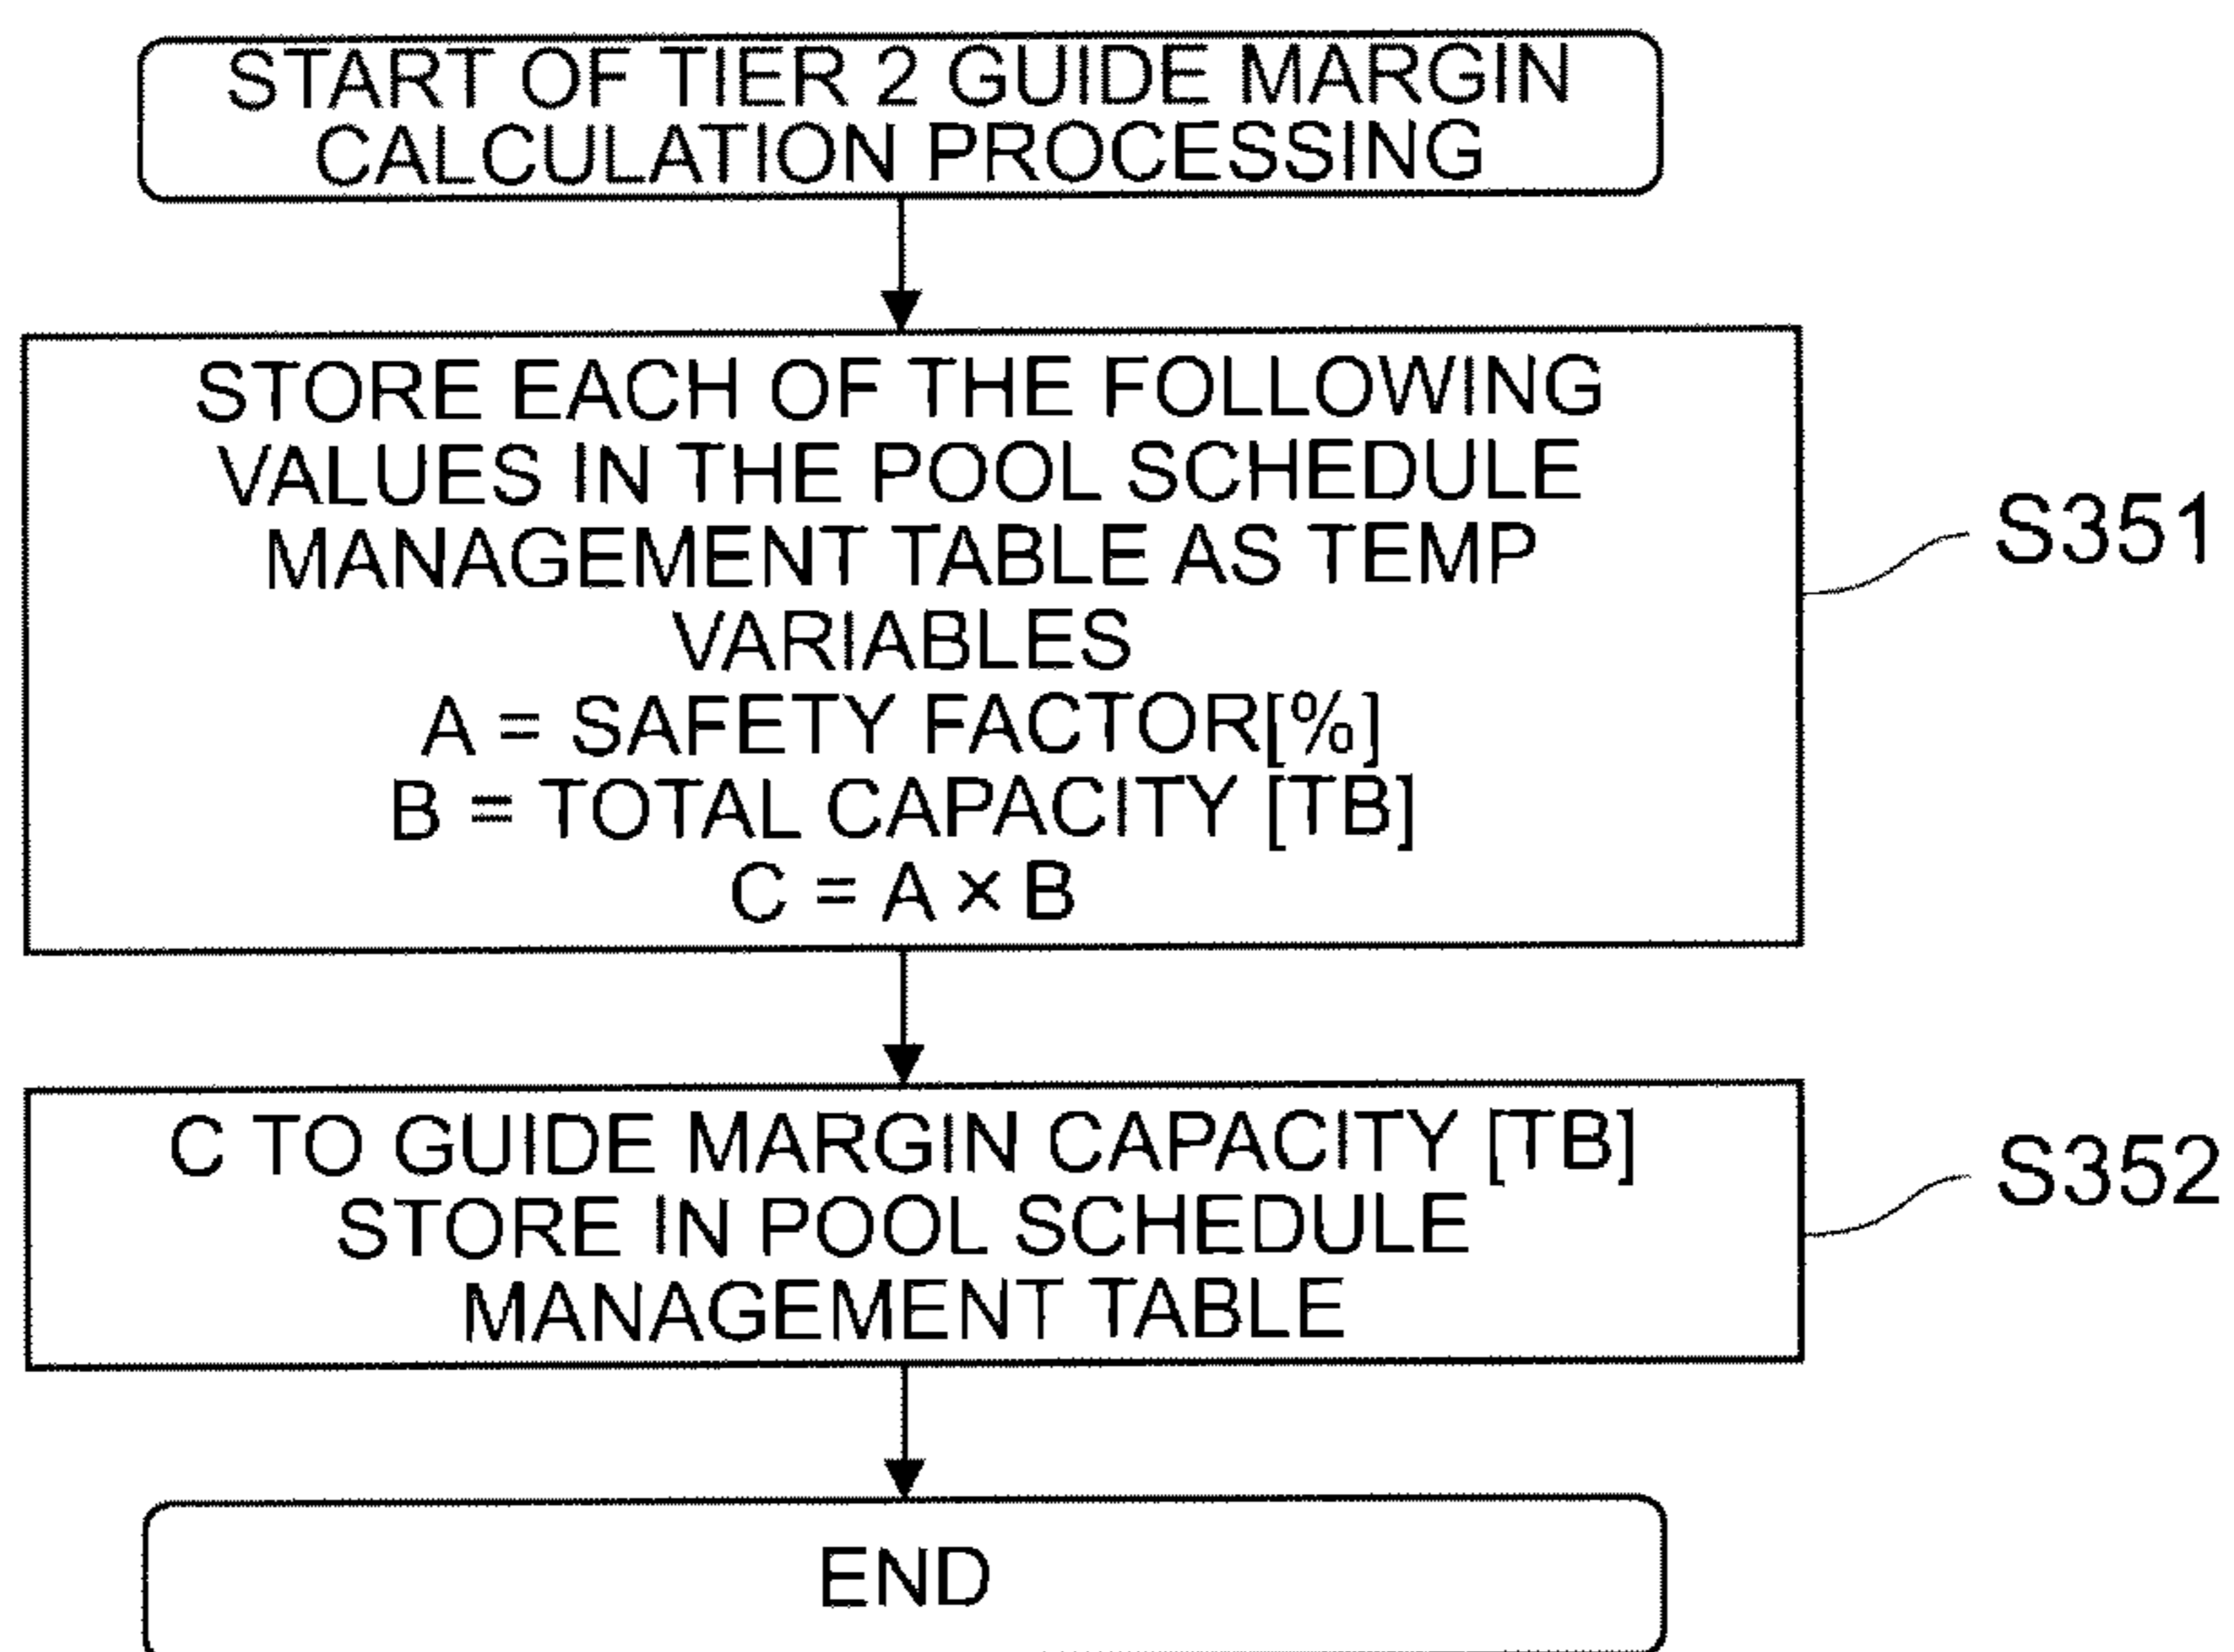 START OF TIER 2 GUIDE MARGIN
CALCULATION PROCESSING
STORE EACH OF THE FOLLOWING
VALUES IN THE POOL SCHEDULE
MANAGEMENT TABLE AS TEMP
VARIABLES
A = SAFETY FACTOR[%]
B = TOTAL CAPACITY [TB]
C = A × B
S351
C TO GUIDE MARGIN CAPACITY [TB]
STORE IN POOL SCHEDULE
MANAGEMENT TABLE
S352
END